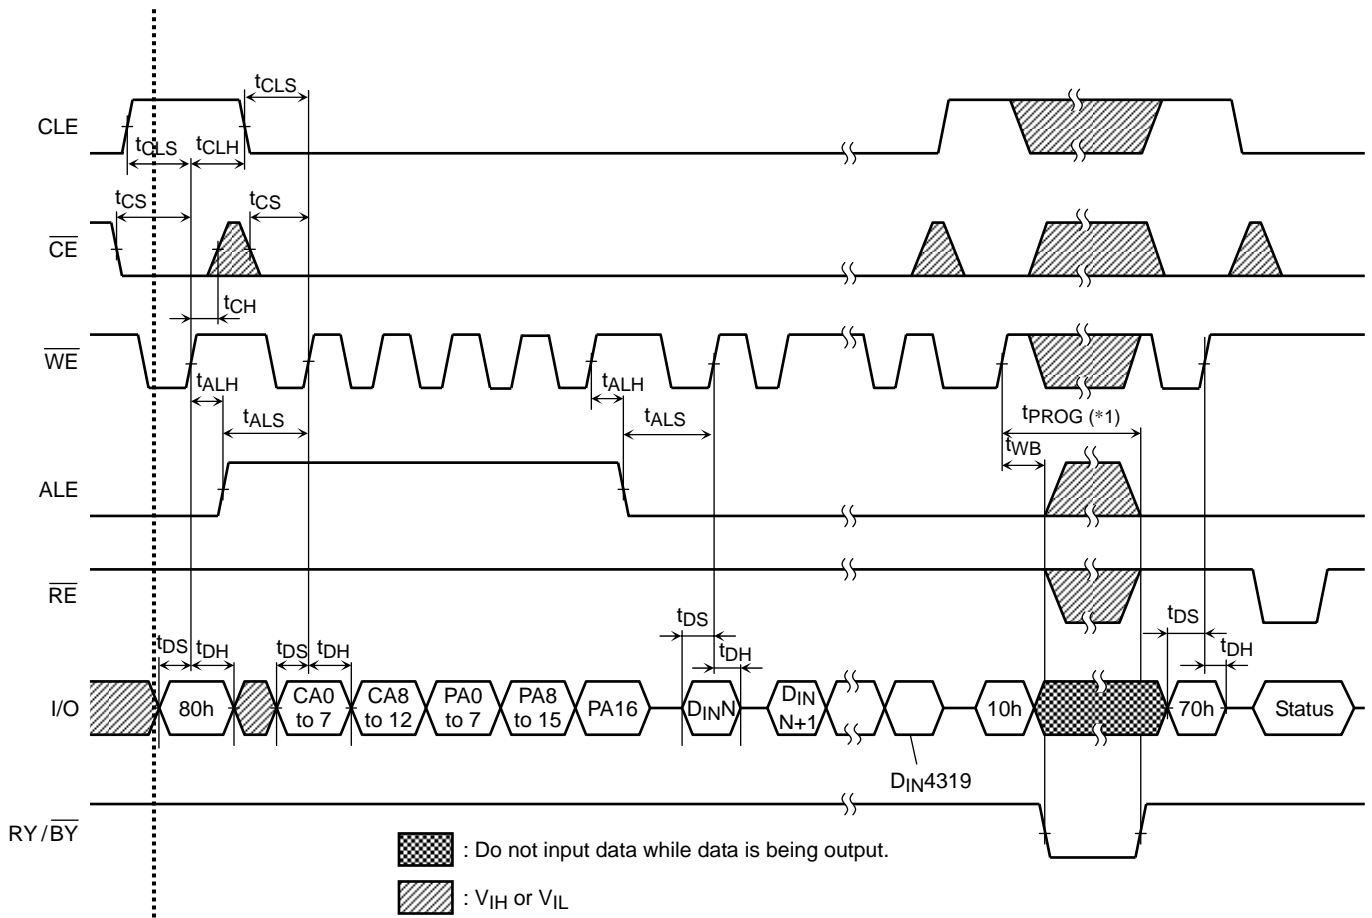 tCLS
CLE
tCLS tCLH
tCS tCS
CE
tCH
WE
tALH tALH
tALS tALS tPROG (*1)
tWB
ALE
RE
tDS tDH tDS tDH tDS tDH tDS tDH
I/O 80h CA0 to 7 CA8 to 12 PA0 to 7 PA8 to 15 PA16 DINN DIN N+1 10h 70h Status
DIN4319
RY/BY
: Do not input data while data is being output.
: VIH or VIL